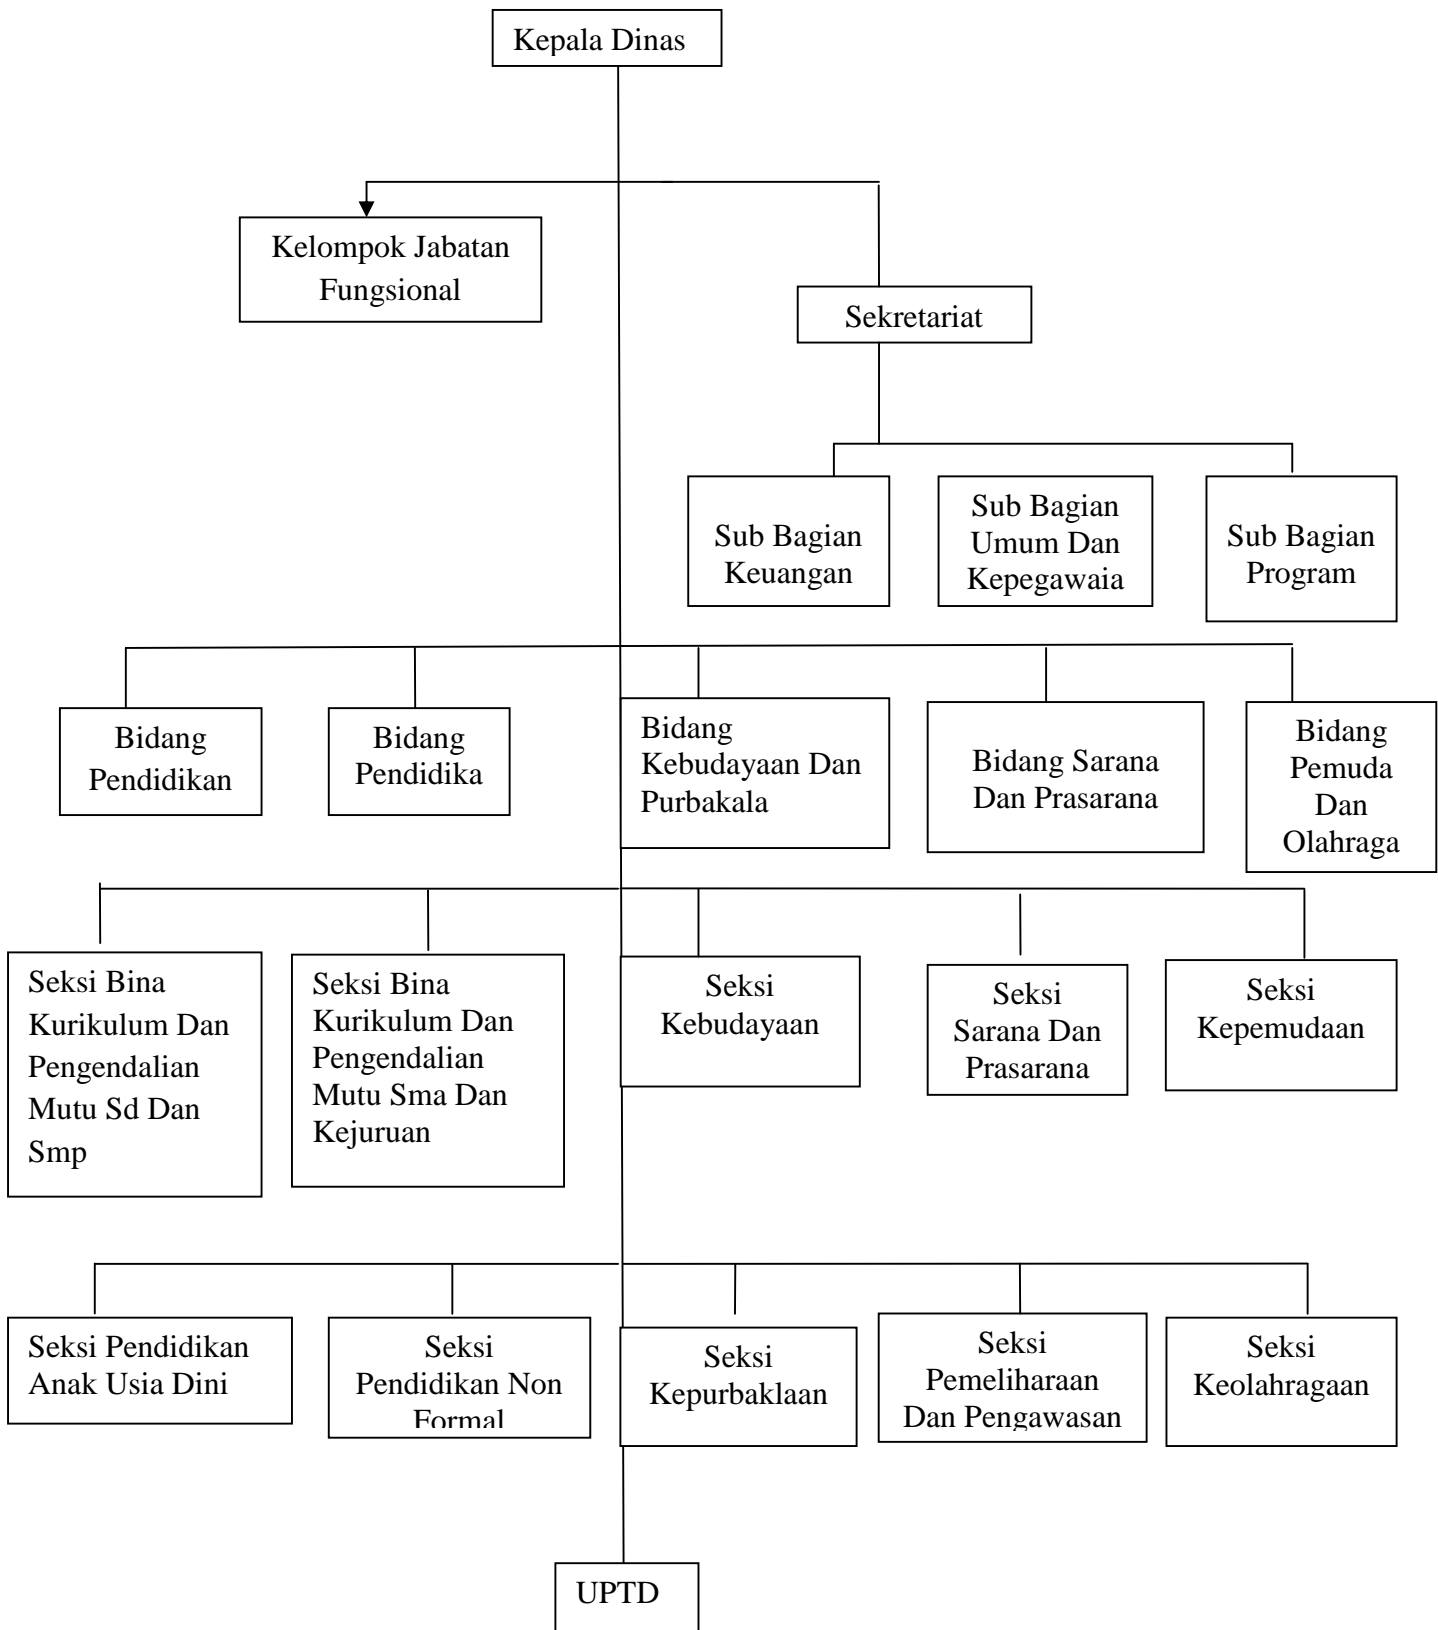 Kepala Dinas
Kelompok Jabatan
Fungsional
Sekretariat
Sub Bagian
Keuangan
Sub Bagian
Umum Dan
Kepegawaia
Sub Bagian
Program
Bidang
Pendidikan
Bidang
Pendidika
Bidang
Kebudayaan Dan
Purbakala
Bidang Sarana
Dan Prasarana
Bidang
Pemuda
Dan
Olahraga
Seksi Bina
Kurikulum Dan
Pengendalian
Mutu Sd Dan
Smp
Seksi Bina
Kurikulum Dan
Pengendalian
Mutu Sma Dan
Kejuruan
Seksi
Kebudayaan
Seksi
Sarana Dan
Prasarana
Seksi
Kepemudaan
Seksi Pendidikan
Anak Usia Dini
Seksi
Pendidikan Non
Formal
Seksi
Kepurbaklaan
Seksi
Pemeliharaan
Dan Pengawasan
Seksi
Keolahragaan
UPTD